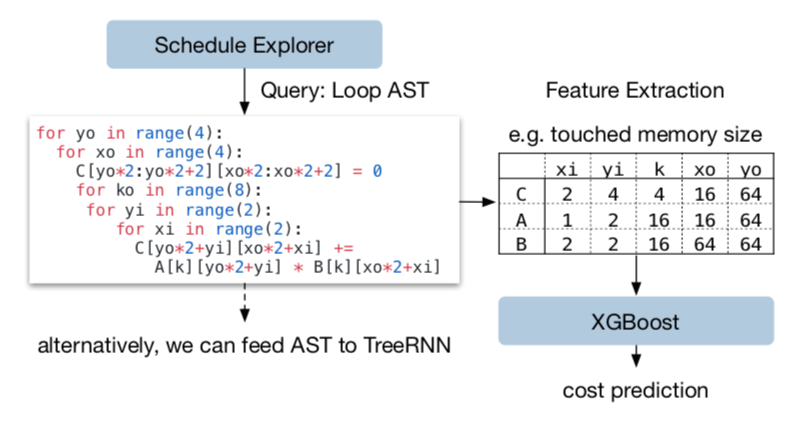 Schedule Explorer
Query: Loop AST
for yo in range(4):
  for xo in range(4):
    C[yo*2:yo*2+2][xo*2:xo*2+2] = 0
    for ko in range(8):
     for yi in range(2):
        for xi in range(2):
          C[yo*2+yi][xo*2+xi] +=
            A[k][yo*2+yi] * B[k][xo*2+xi]
alternatively, we can feed AST to TreeRNN
Feature Extraction
e.g. touched memory size
xi yi k xo yo
C 2 4 4 16 64
A 1 2 16 16 64
B 2 2 16 64 64
XGBoost
cost prediction